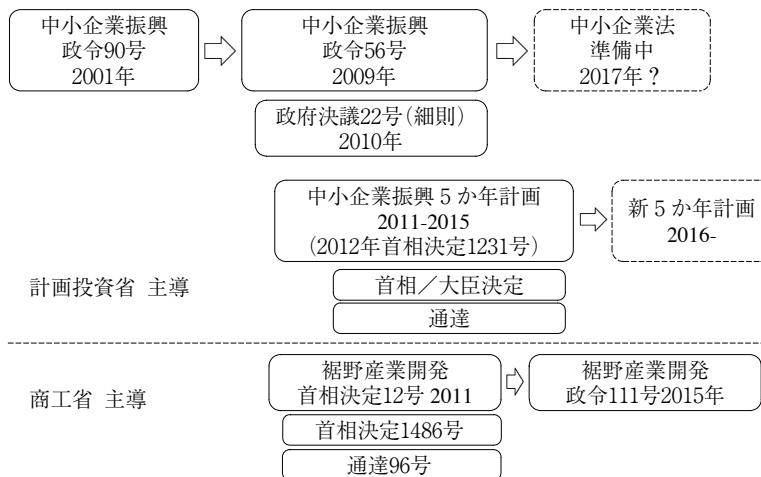 中小企業振興
政令90号
2001年
中小企業振興
政令56号
2009年
中小企業法
準備中
2017年？
政府決議22号（細則）
2010年
中小企業振興５か年計画
2011-2015
（2012年首相決定1231号）
新５か年計画
2016-
計画投資省 主導
首相／大臣決定
通達
商工省 主導
裾野産業開発
首相決定12号 2011
裾野産業開発
政令111号2015年
首相決定1486号
通達96号